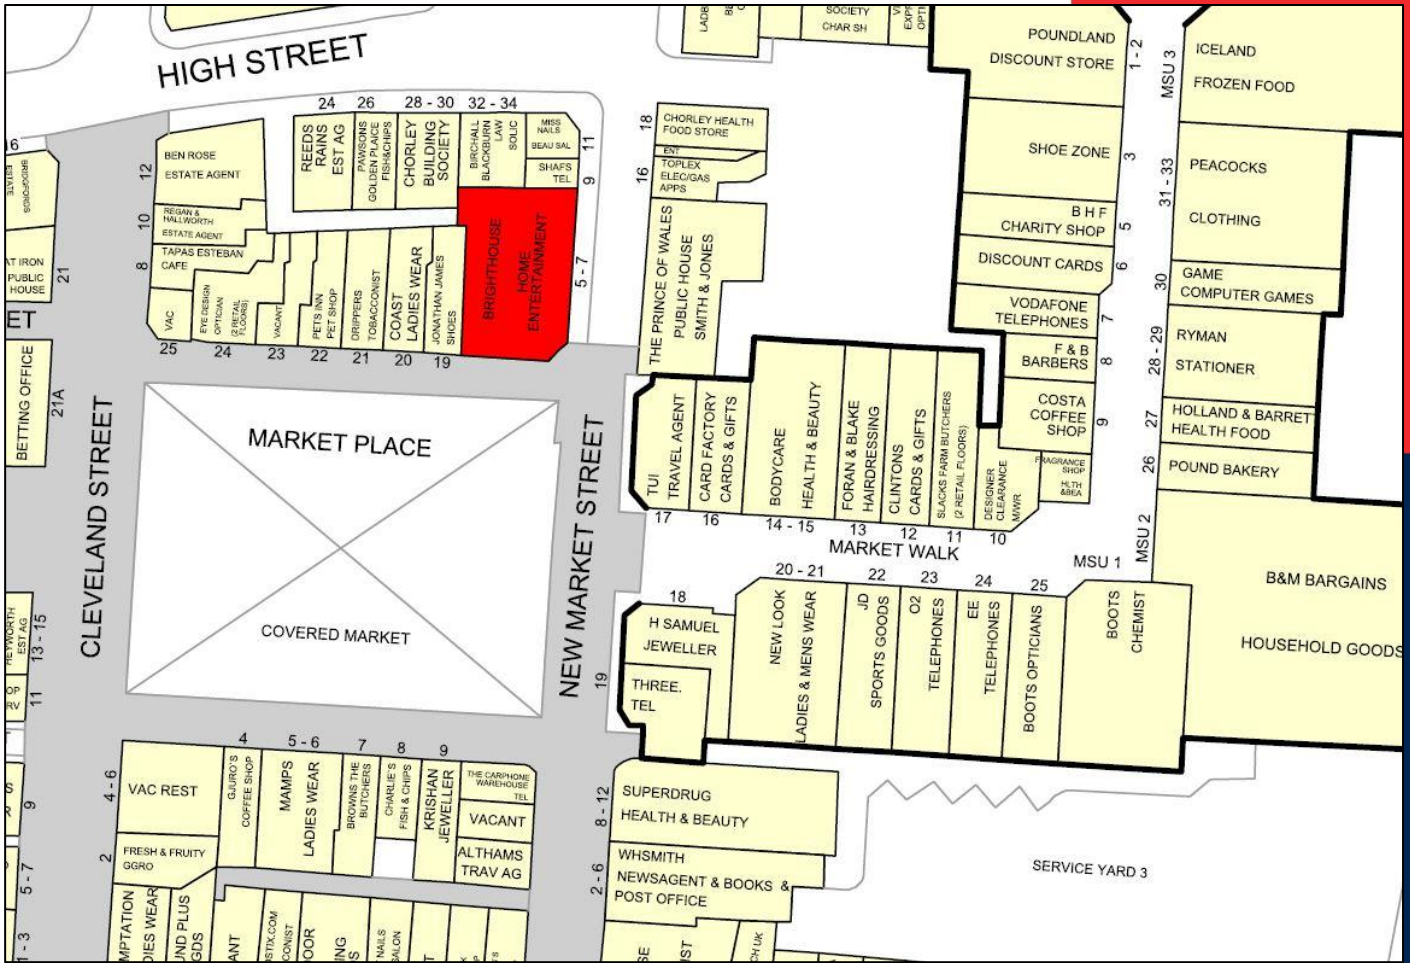 HIGH STREET
SOCIETY
CHAR SH
POUNDLAND
DISCOUNT STORE
1 - 2
MSU 3
ICELAND
FROZEN FOOD
24
26
28 - 30
32 - 34
REEDS
RAINS
EST AG
PAWSONS
GOLDEN PLAICE
FISH&CHIPS
CHORLEY
BUILDING
SOCIETY
BIRCHALL
BLACKBURN
LAW
SOLIC
MISS
NAILS
BEAU SAL
11
SHAFS
TEL
9
18
CHORLEY HEALTH
FOOD STORE
ENT
16
TOPLEX
ELEC/GAS
APPS
SHOE ZONE
3
31 - 33
PEACOCKS
CLOTHING
BRIDGFORDS
ESTATE
12
BEN ROSE
ESTATE AGENT
10
REGAN &
HALLWORTH
ESTATE AGENT
8
TAPAS ESTEBAN
CAFE
PUBLIC
HOUSE
21
VAC
25
EYE DESIGN
OPTICIAN
(2 RETAIL
FLOORS)
24
VACANT
23
PETS INN
PET SHOP
22
DRIPPERS
TOBACCONIST
21
COAST
LADIES WEAR
20
JONATHAN JAMES
SHOES
19
BRIGHTHOUSE
HOME
ENTERTAINMENT
5 - 7
THE PRINCE OF WALES
PUBLIC HOUSE
SMITH & JONES
B H F
CHARITY SHOP
5
DISCOUNT CARDS
6
30
GAME
COMPUTER GAMES
VODAFONE
TELEPHONES
7
F & B
BARBERS
8
28 - 29
RYMAN
STATIONER
COSTA
COFFEE
SHOP
9
27
HOLLAND & BARRET
HEALTH FOOD
26
POUND BAKERY
FRAGRANCE
SHOP
HLTH
&BEA
BETTING OFFICE
21A
CLEVELAND STREET
MARKET PLACE
COVERED MARKET
NEW MARKET STREET
TUI
TRAVEL AGENT
17
CARD FACTORY
CARDS & GIFTS
16
BODYCARE
HEALTH & BEAUTY
14 - 15
FORAN & BLAKE
HAIRDRESSING
13
CLINTONS
CARDS & GIFTS
12
SLACKS FARM BUTCHERS
(2 RETAIL FLOORS)
11
DESIGNER
CLEARANCE
M/WR
10
MARKET WALK
MSU 1
MSU 2
B&M BARGAINS
HOUSEHOLD GOODS
18
H SAMUEL
JEWELLER
19
THREE.
TEL
20 - 21
NEW LOOK
LADIES & MENS WEAR
22
JD
SPORTS GOODS
23
O2
TELEPHONES
24
EE
TELEPHONES
25
BOOTS OPTICIANS
BOOTS
CHEMIST
EST AG
13 - 15
11
9
5 - 7
1 - 3
4 - 6
VAC REST
2
FRESH & FRUITY
GGRO
4
GJURO'S
COFFEE SHOP
5 - 6
MAMPS
LADIES WEAR
7
BROWNS THE
BUTCHERS
8
CHARLIE'S
FISH & CHIPS
9
KRISHAN
JEWELLER
THE CARPHONE
WAREHOUSE
TEL
VACANT
ALTHAMS
TRAV AG
8 - 12
SUPERDRUG
HEALTH & BEAUTY
2 - 6
WHSMITH
NEWSAGENT & BOOKS &
POST OFFICE
SERVICE YARD 3